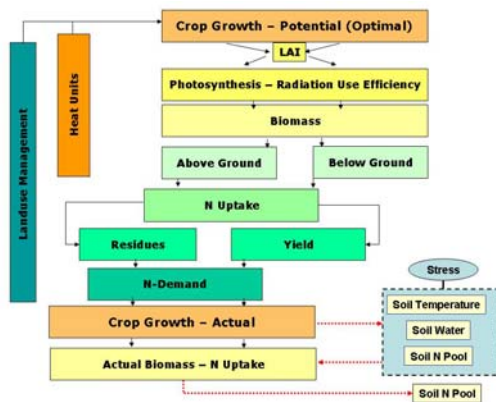 Crop Growth – Potential (Optimal)
LAI
Photosynthesis – Radiation Use Efficiency
Biomass
Above Ground
Below Ground
N Uptake
Residues
Yield
N-Demand
Crop Growth – Actual
Actual Biomass – N Uptake
Landuse Management
Heat Units
Stress
Soil Temperature
Soil Water
Soil N Pool
Soil N Pool